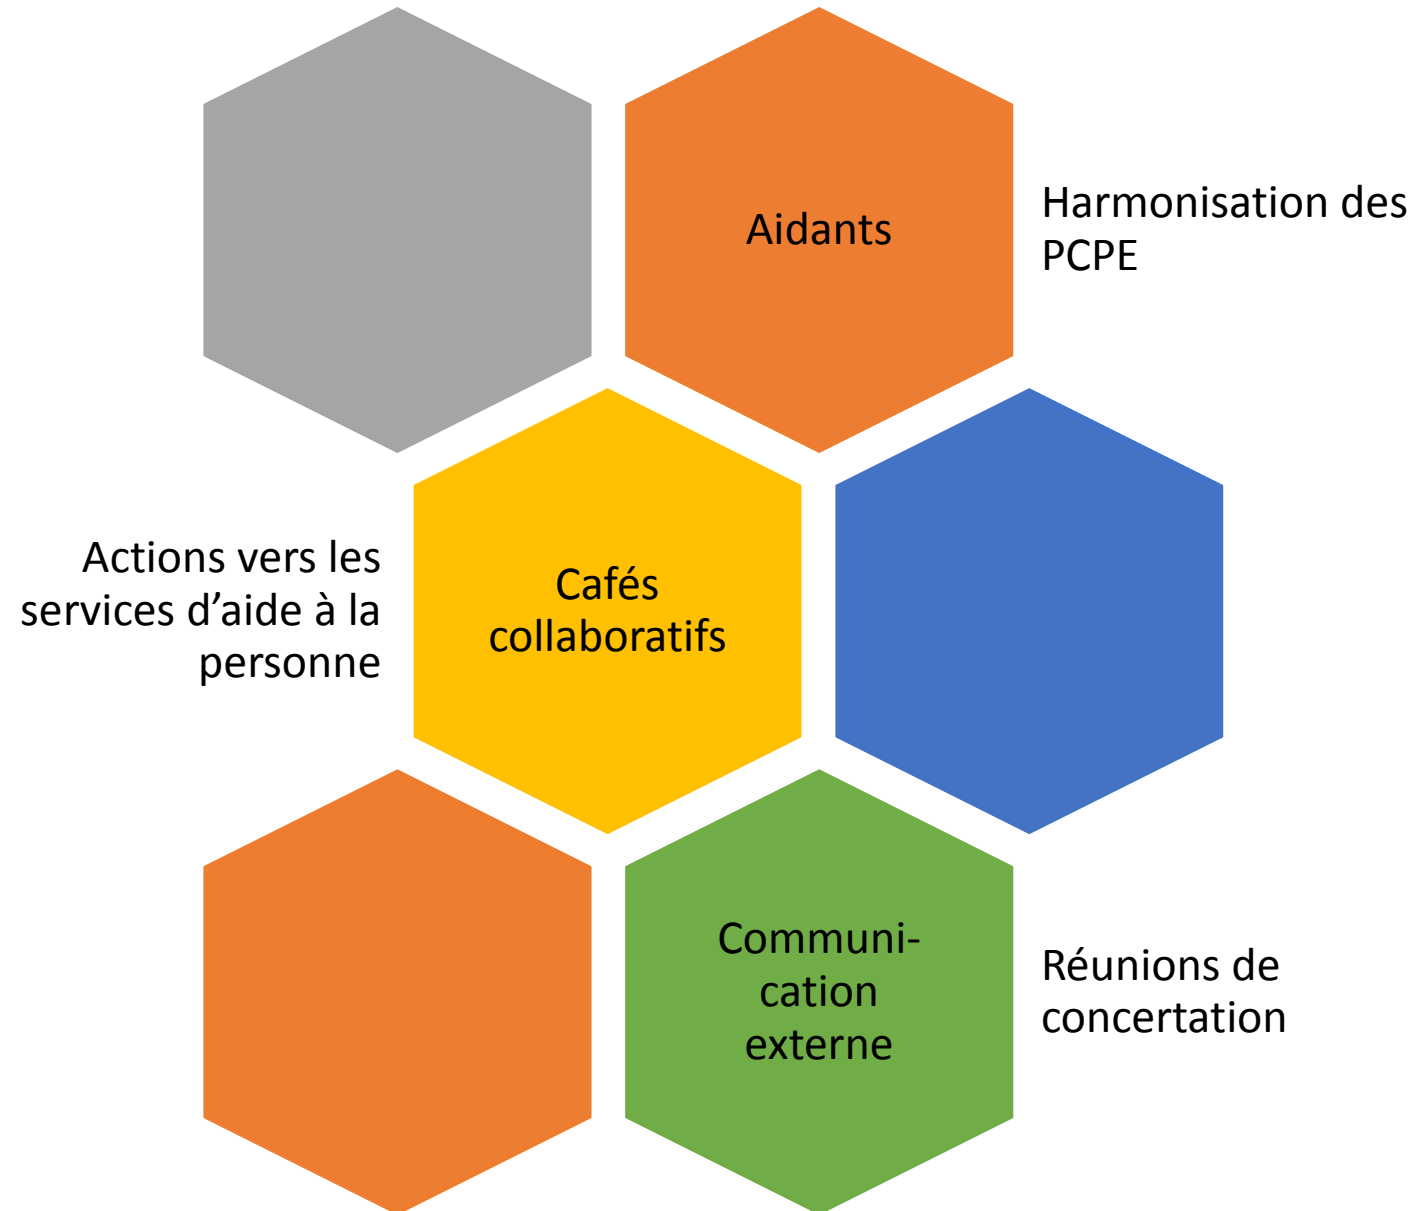 Aidants
Harmonisation des
PCPE
Actions vers les
services d’aide à la
personne
Cafés
collaboratifs
Communi-
cation
externe
Réunions de
concertation